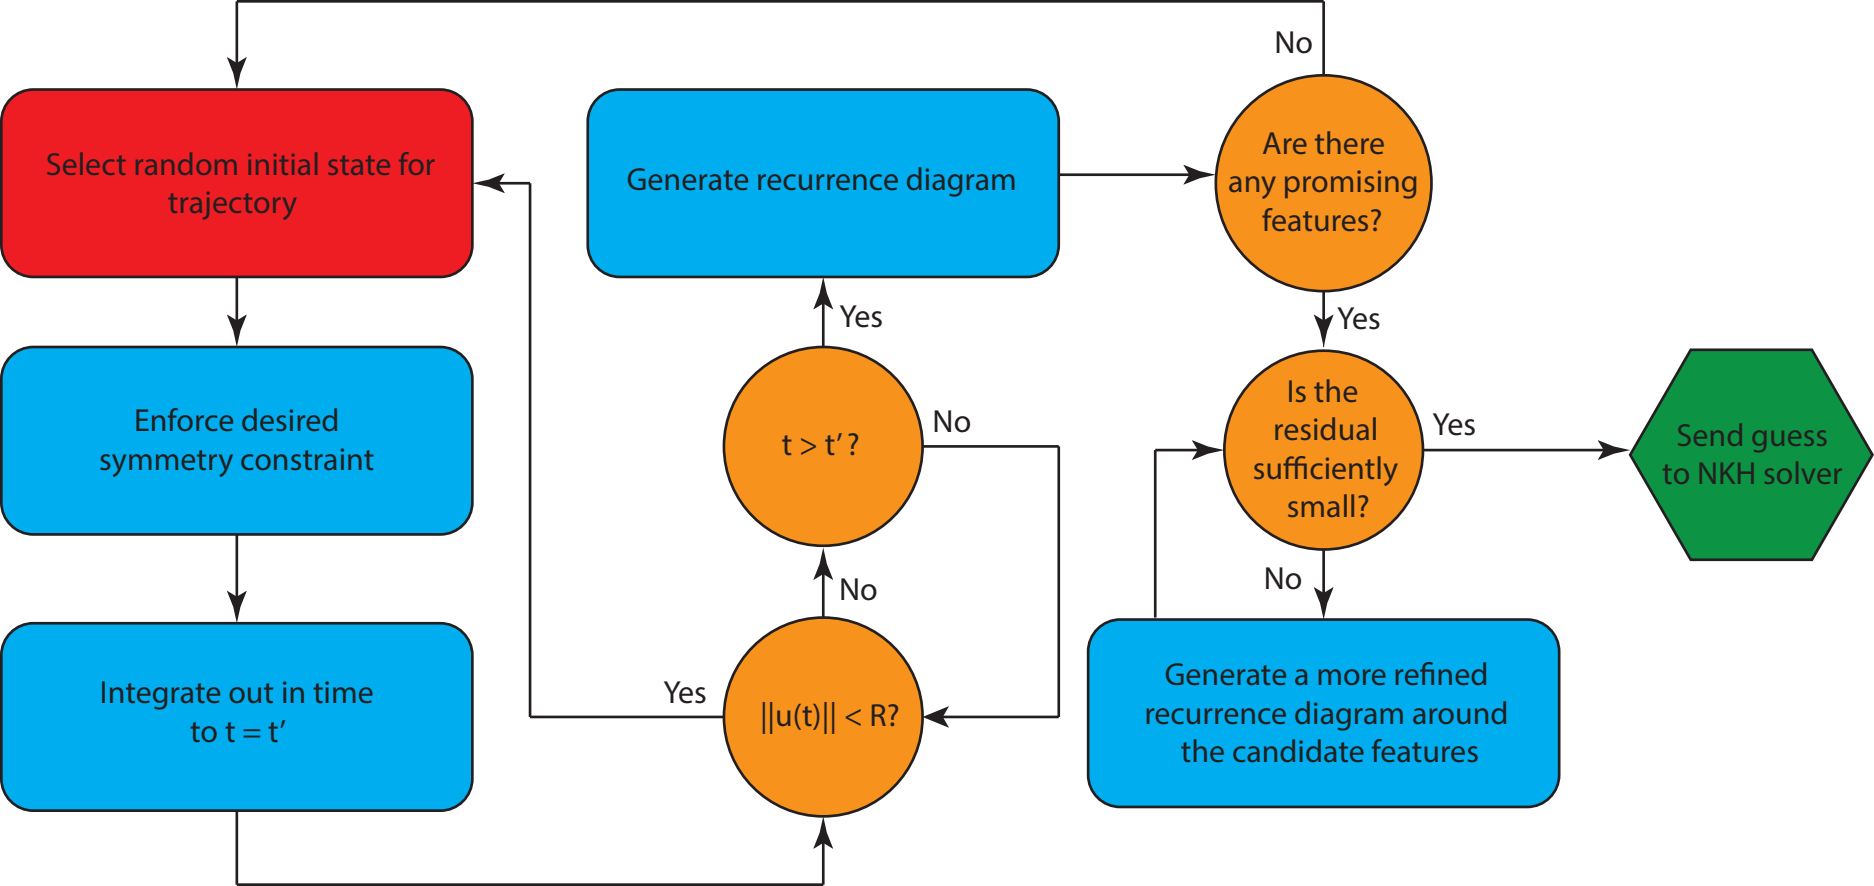 No
Select random initial state for
trajectory
Generate recurrence diagram
Are there
any promising
features?
Yes
Yes
Enforce desired
symmetry constraint
t > t′ ?
No
Is the
residual
sufficiently
small?
Yes
Send guess
to NKH solver
No
No
Integrate out in time
to t = t′
Yes
||u(t)|| < R?
Generate a more refined
recurrence diagram around
the candidate features